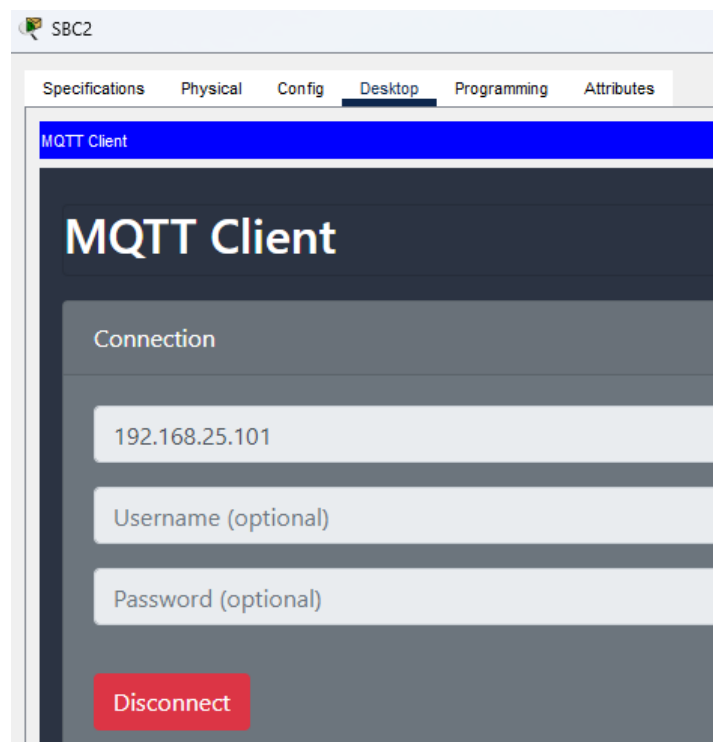 SBC2
Specifications Physical Config Desktop Programming Attributes
MQTT Client
MQTT Client
Connection
192.168.25.101
Username (optional)
Password (optional)
Disconnect